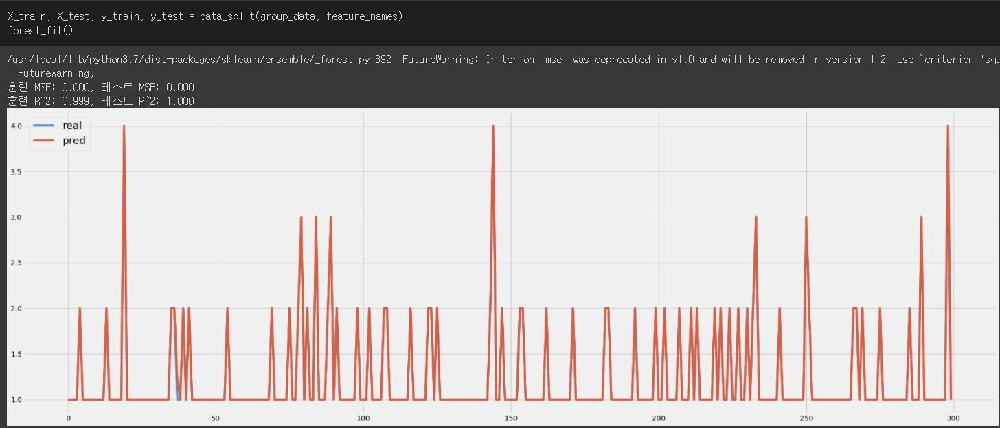 X_train, X_test, y_train, y_test = data_split(group_data, feature_names)
forest_fit()
/usr/local/lib/python3.7/dist-packages/sklearn/ensemble/_forest.py:392: FutureWarning: Criterion 'mse' was deprecated in v1.0 and will be removed in version 1.2. Use `criterion='squ
FutureWarning,
훈련 MSE: 0.000, 테스트 MSE: 0.000
훈련 R^2: 0.999, 테스트 R^2: 1.000
real
pred
4.0
3.5
3.0
2.5
2.0
1.5
1.0
0 50 100 150 200 250 300